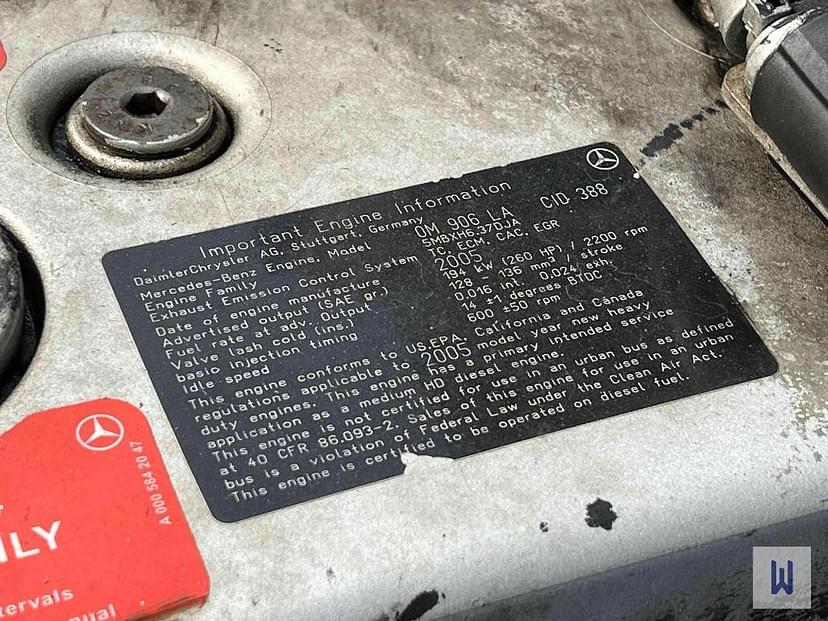 Important Engine Information
DaimlerChrysler AG, Stuttgart, Germany
Mercedes-Benz Engine, Model OM 906 LA CID 388
Engine Family 5MBXH6.37DJA
Exhaust Emission Control System TC, ECM, CAC, EGR
Date of engine manufacture 2005
Advertised output (SAE gr.) 194 kW (260 HP) / 2200 rpm
Fuel rate at adv. Output 128 - 136 mm³ / stroke
Valve lash cold (ins.) 0.016 int. 0.024 exh.
basic injection timing 14 ±1 degrees BTDC
Idle-speed 600 ±50 rpm
This engine conforms to US.EPA, California and Canada
regulations applicable to 2005 model year new heavy
duty engines. This engine has a primary intended service
application as a medium HD diesel engine.
This engine is not certified for use in an urban bus as defined
at 40 CFR 86.093-2. Sales of this engine for use in an urban
bus is a violation of Federal Law under the Clean Air Act.
This engine is certified to be operated on diesel fuel.
A 000 584 20 47
W